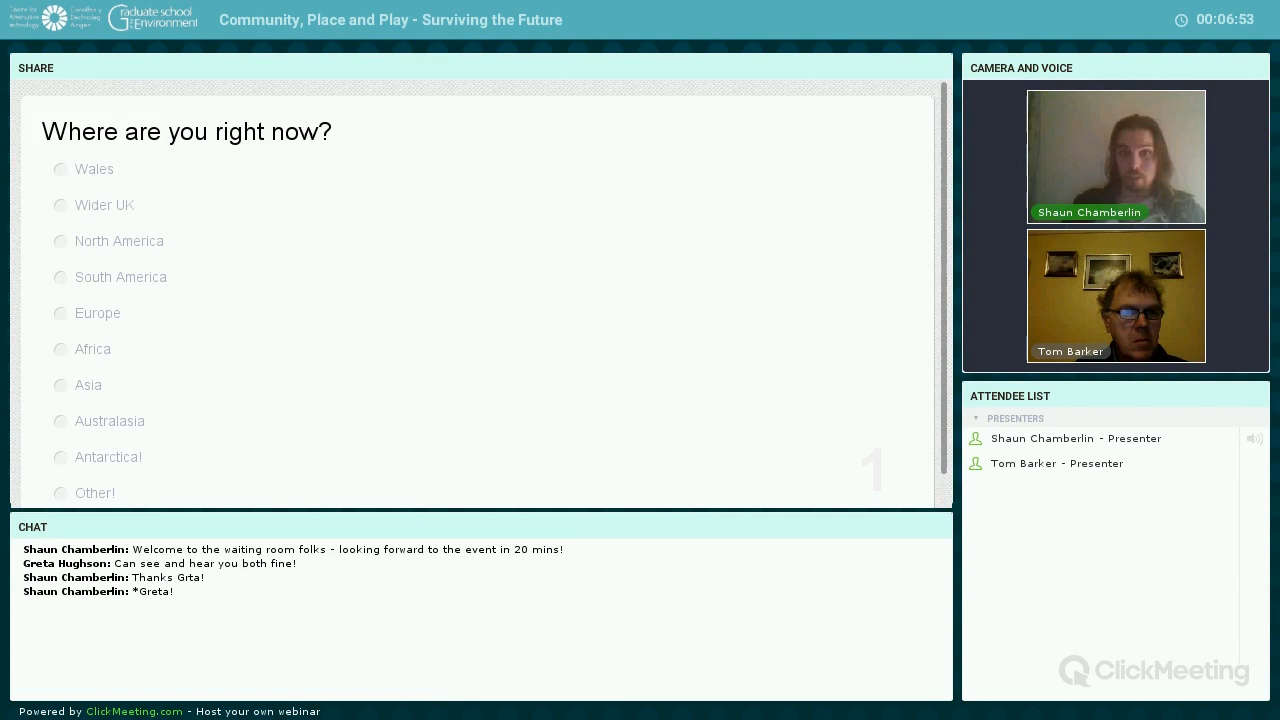 Centre for
Alternative
Technology
Graduate school
of the Environment
Community, Place and Play - Surviving the Future
00:06:53
SHARE
Where are you right now?
Wales
Wider UK
North America
South America
Europe
Africa
Asia
Australasia
Antarctica!
Other!
1
CHAT
Shaun Chamberlin: Welcome to the waiting room folks - looking forward to the event in 20 mins!
Greta Hughson: Can see and hear you both fine!
Shaun Chamberlin: Thanks Grta!
Shaun Chamberlin: *Greta!
CAMERA AND VOICE
Shaun Chamberlin
Tom Barker
ATTENDEE LIST
PRESENTERS
Shaun Chamberlin - Presenter
Tom Barker - Presenter
ClickMeeting
Powered by ClickMeeting.com - Host your own webinar